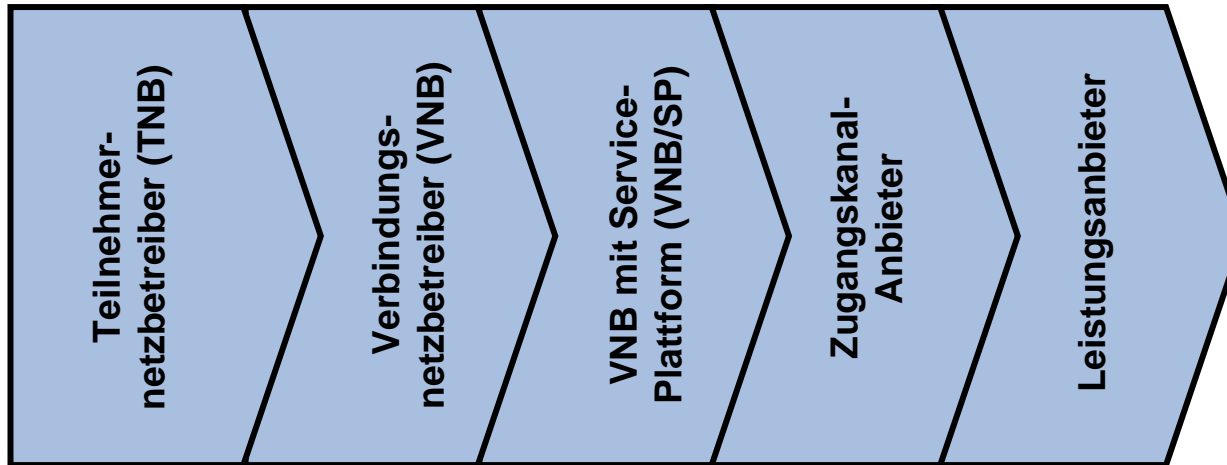 Teilnehmer-
netzbetreiber (TNB)
Verbindungs-
netzbetreiber (VNB)
VNB mit Service-
Plattform (VNB/SP)
Zugangskanal-
Anbieter
Leistungsanbieter